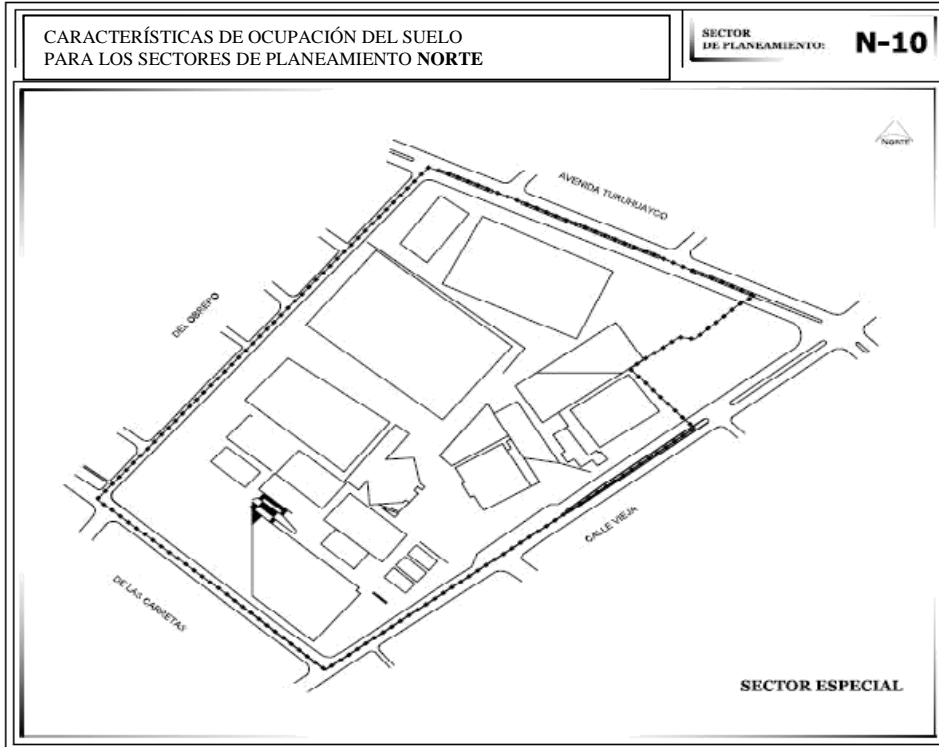 CARACTERÍSTICAS DE OCUPACIÓN DEL SUELO
PARA LOS SECTORES DE PLANEAMIENTO NORTE
SECTOR
DE PLANEAMIENTO:
N-10
NORTE
AVENIDA TURUHUAYCO
DEL OBREPO
CALLE VIEJA
DE LAS CARRETAS
SECTOR ESPECIAL